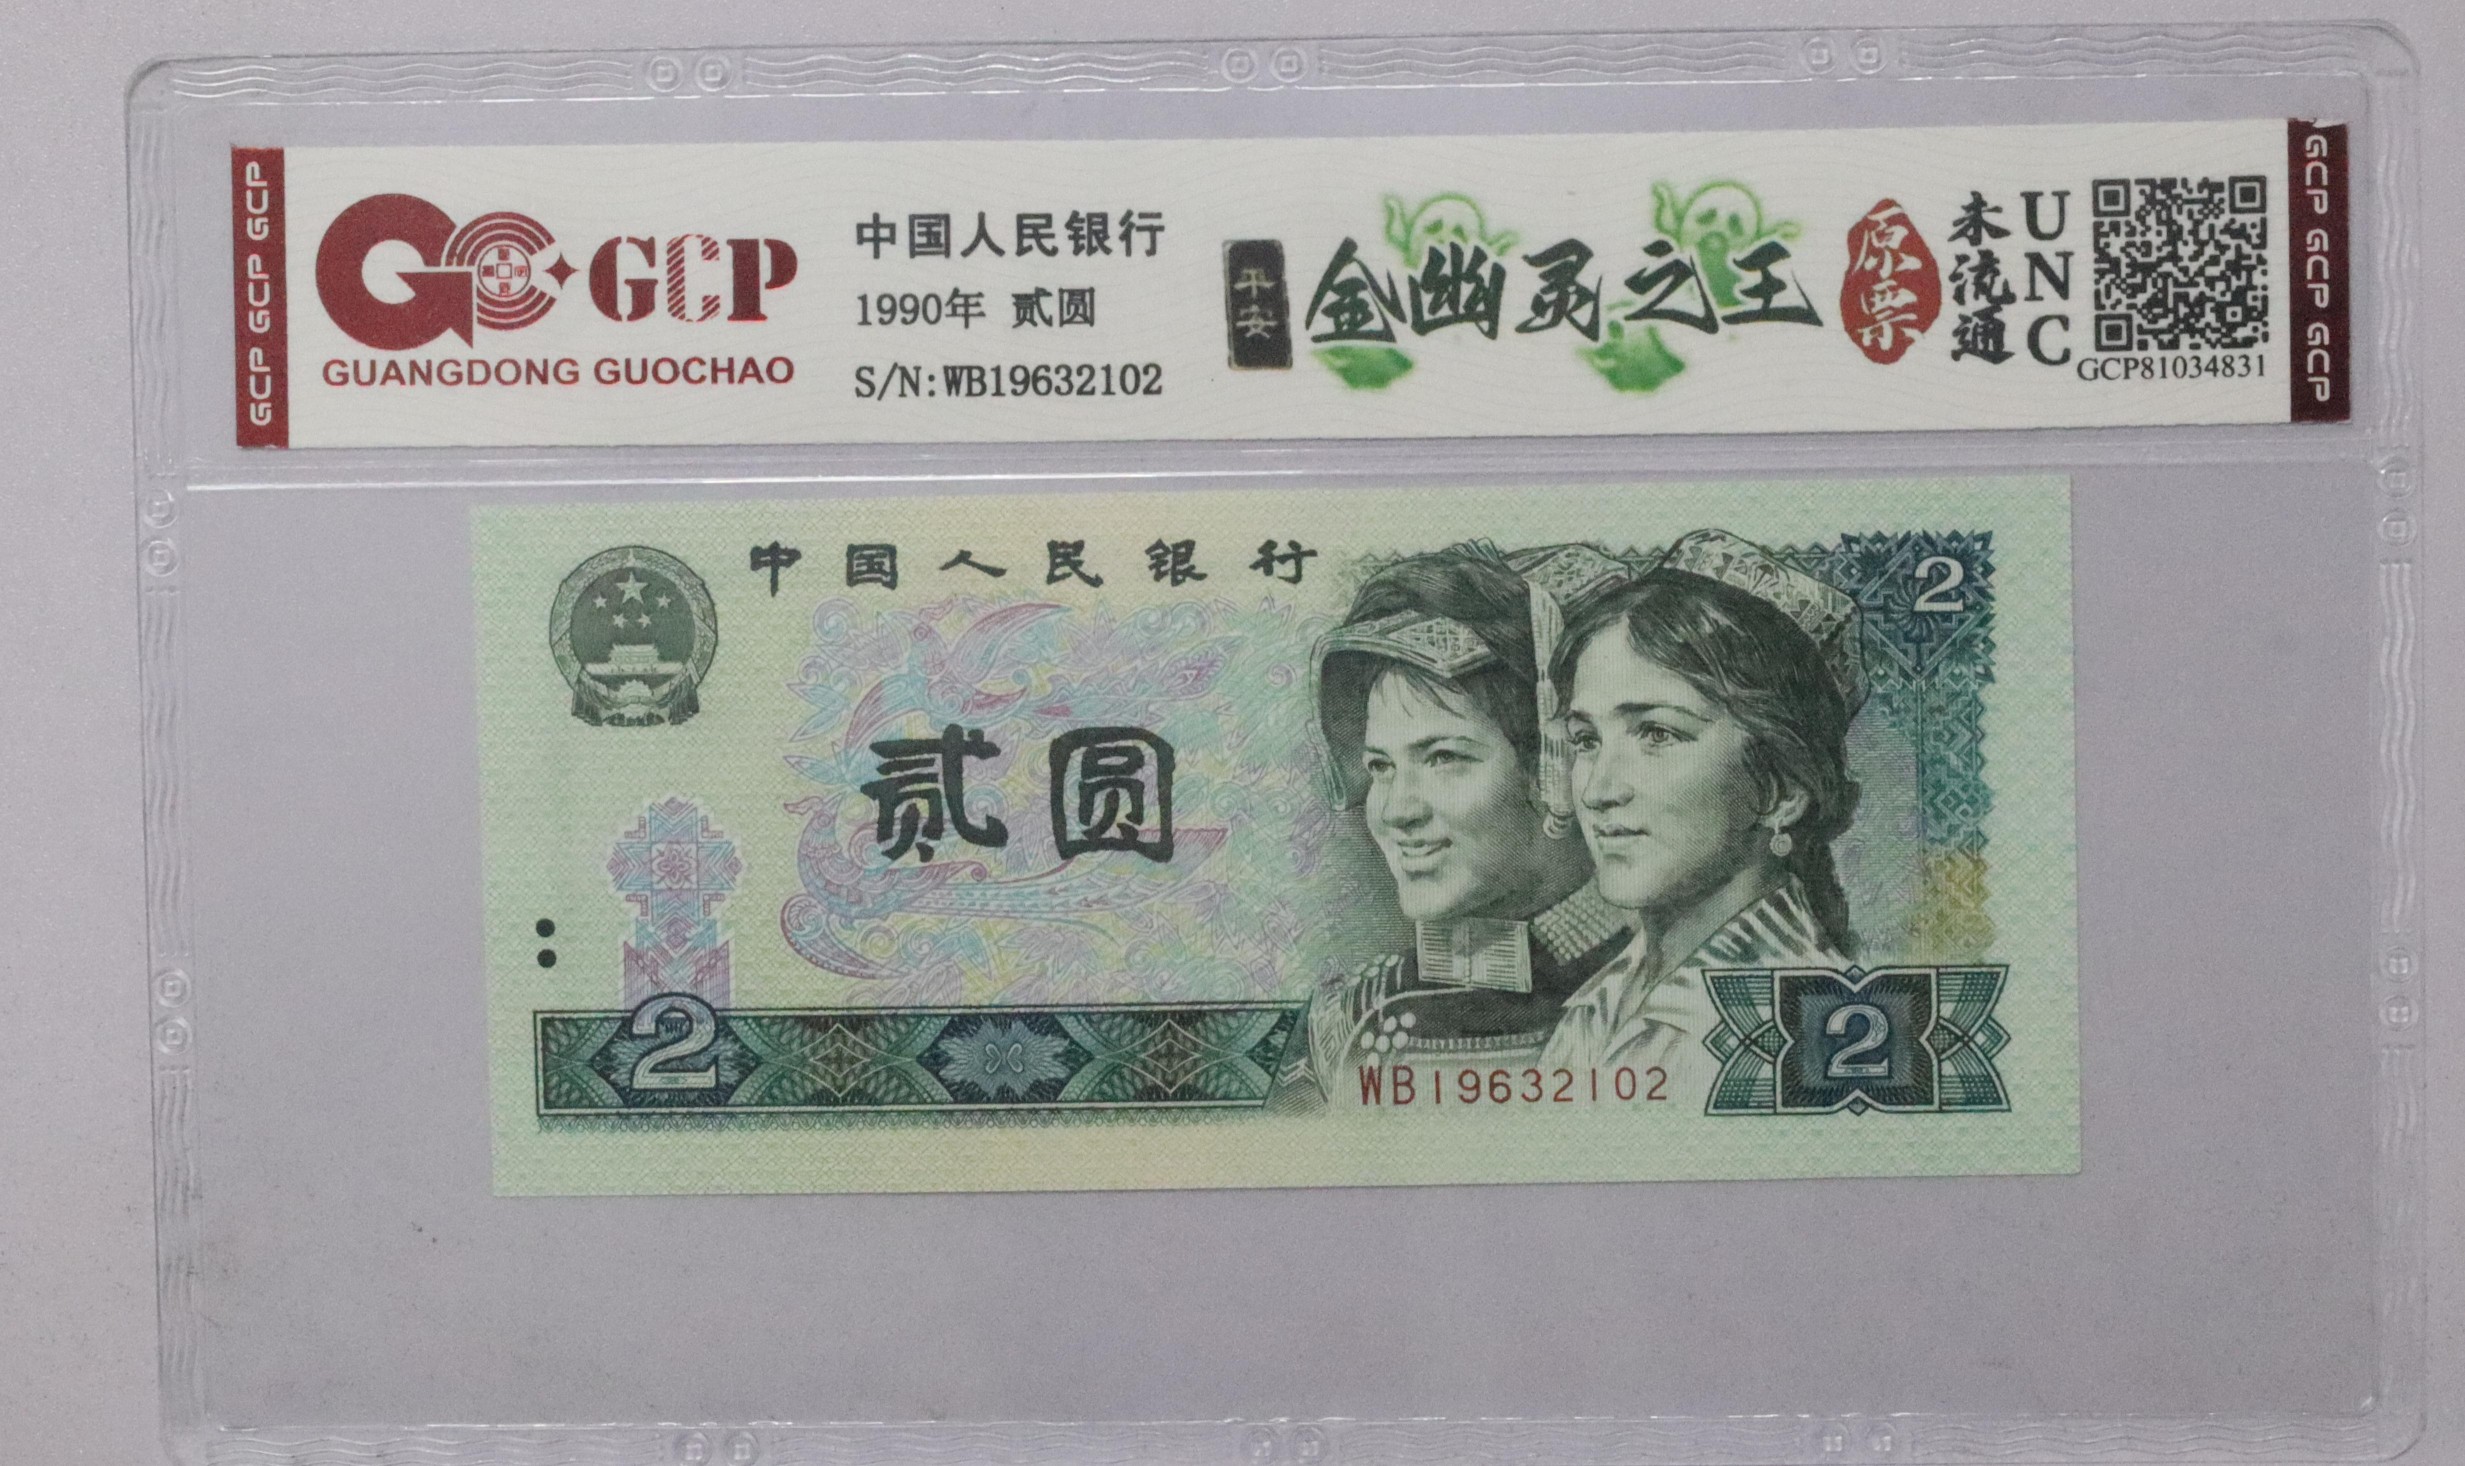 GCP GCP GCP
GCP
GUANGDONG GUOCHAO
中国人民银行
1990年 贰圆
S/N:WB19632102
平安
金幽灵之王
原票
未流通
UNC
GCP81034831
GCP GCP GCP
中国人民银行
2
贰圆
2
WB19632102
2